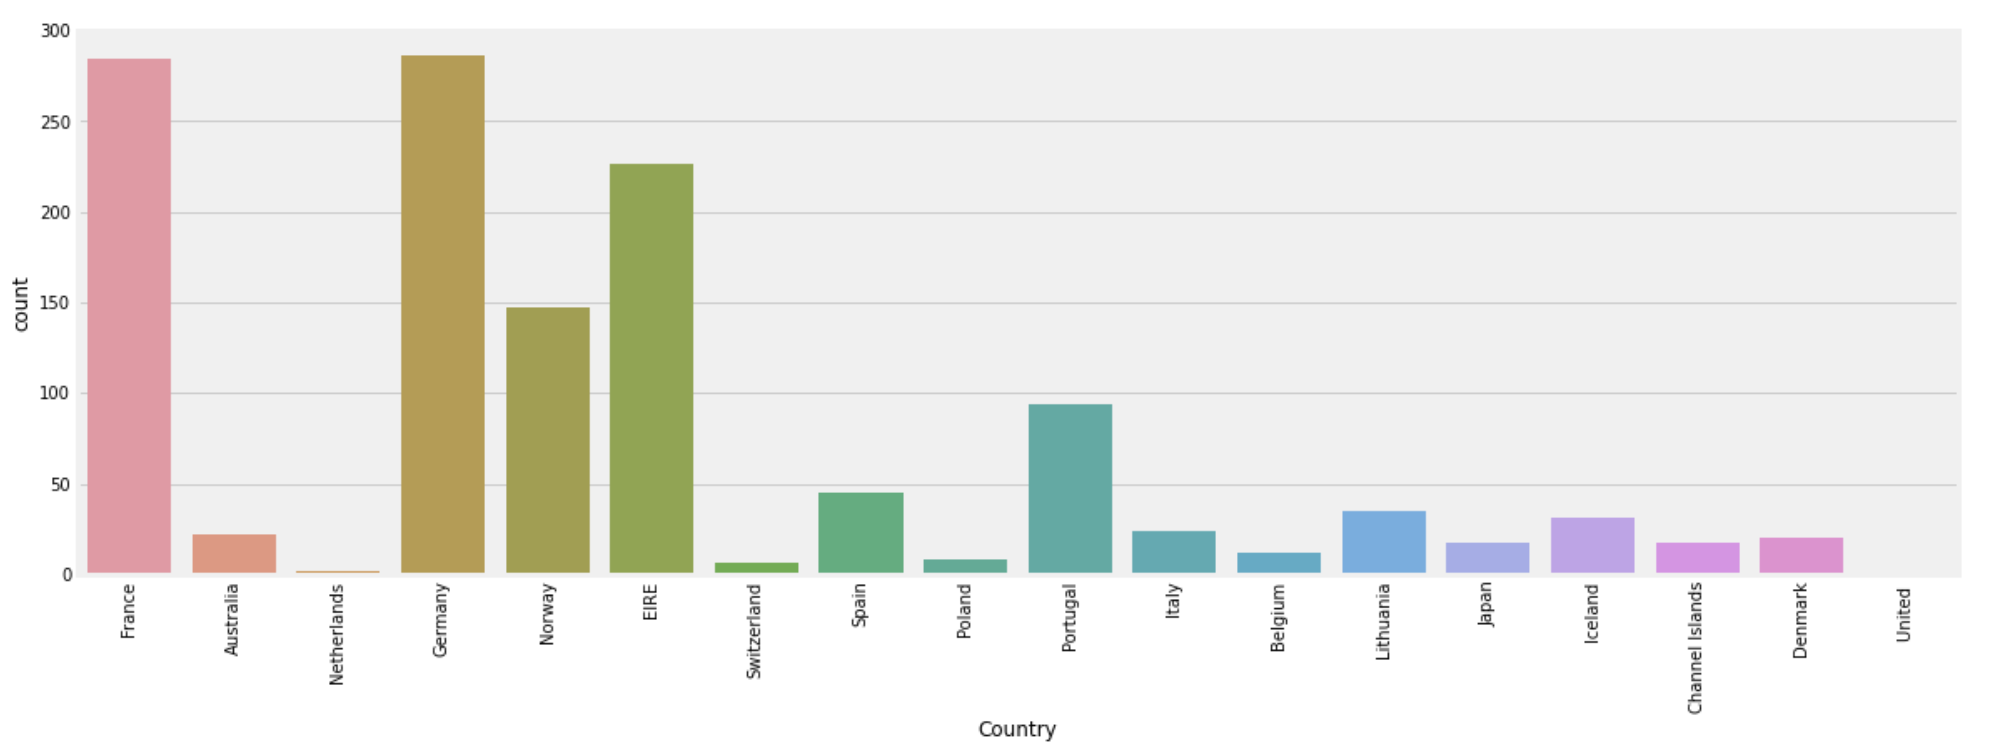 300
250
200
150
100
50
0
count
France
Australia
Netherlands
Germany
Norway
EIRE
Switzerland
Spain
Poland
Portugal
Italy
Belgium
Lithuania
Japan
Iceland
Channel Islands
Denmark
United
Country